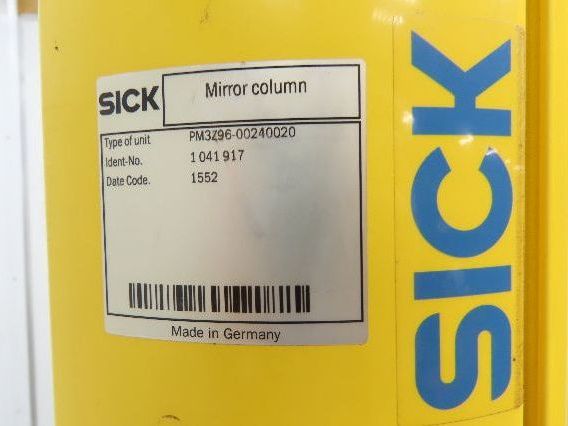 SICK
Mirror column
Type of unit PM3Z96-00240020
Ident-No. 1 041 917
Date Code. 1552
Made in Germany
SICK